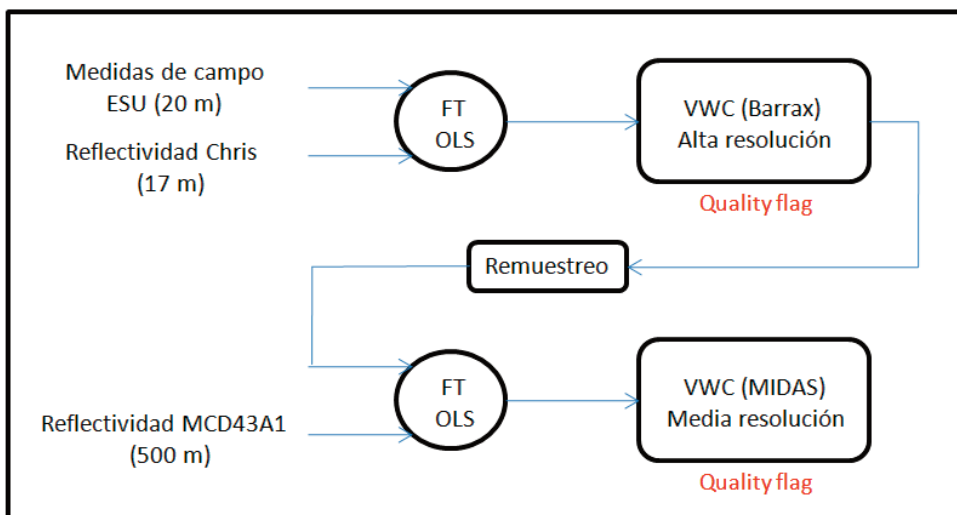 Medidas de campo
ESU (20 m)
Reflectividad Chris
(17 m)
FT
OLS
VWC (Barrax)
Alta resolución
Quality flag
Remuestreo
Reflectividad MCD43A1
(500 m)
FT
OLS
VWC (MIDAS)
Media resolución
Quality flag